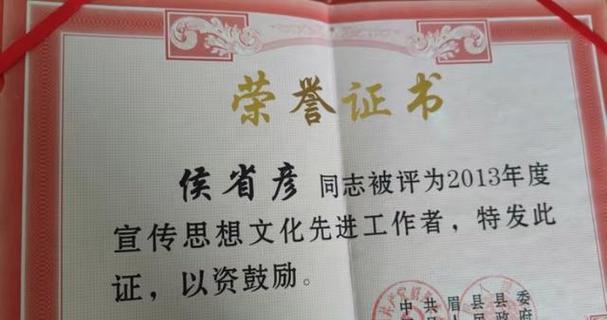 荣誉证书
侯省彦 同志被评为2013年度
宣传思想文化先进工作者，特发此
证，以资鼓励。
中共眉县县委